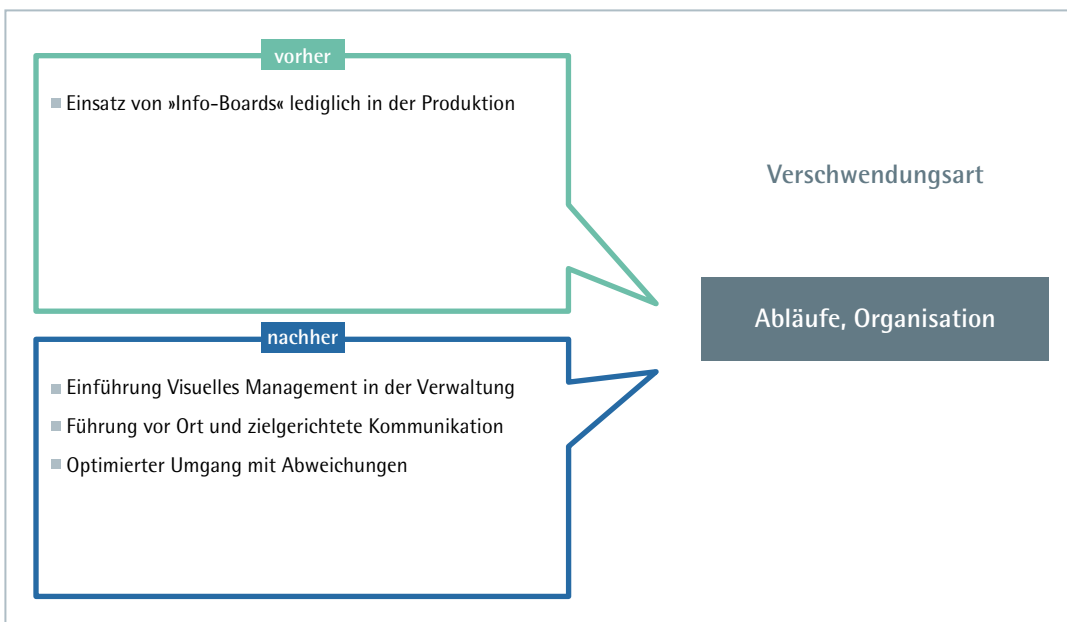 vorher
Einsatz von »Info-Boards« lediglich in der Produktion
Verschwendungsart
Abläufe, Organisation
nachher
Einführung Visuelles Management in der Verwaltung
Führung vor Ort und zielgerichtete Kommunikation
Optimierter Umgang mit Abweichungen